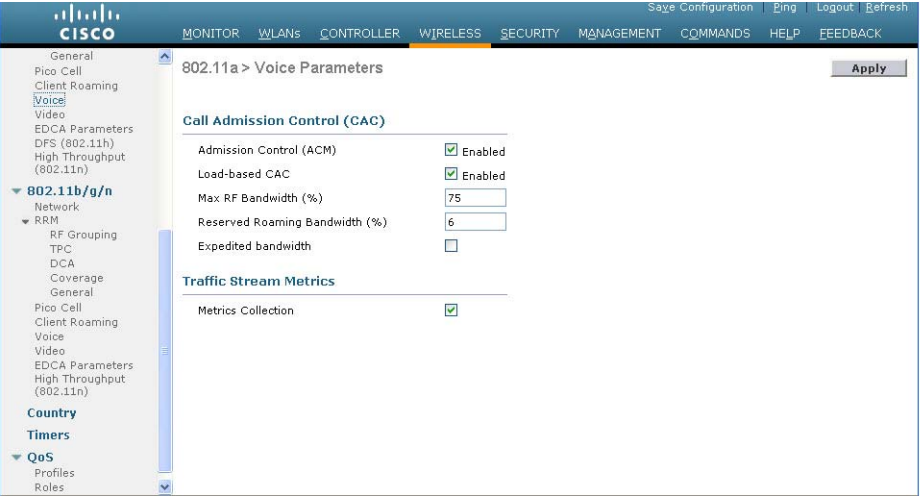 Save Configuration | Ping | Logout | Refresh
CISCO
MONITOR WLANs CONTROLLER WIRELESS SECURITY MANAGEMENT COMMANDS HELP FEEDBACK
General
Pico Cell
Client Roaming
Voice
Video
EDCA Parameters
DFS (802.11h)
High Throughput
(802.11n)
802.11b/g/n
Network
RRM
RF Grouping
TPC
DCA
Coverage
General
Pico Cell
Client Roaming
Voice
Video
EDCA Parameters
High Throughput
(802.11n)
Country
Timers
QoS
Profiles
Roles
802.11a > Voice Parameters
Apply
Call Admission Control (CAC)
Admission Control (ACM) Enabled
Load-based CAC Enabled
Max RF Bandwidth (%) 75
Reserved Roaming Bandwidth (%) 6
Expedited bandwidth
Traffic Stream Metrics
Metrics Collection